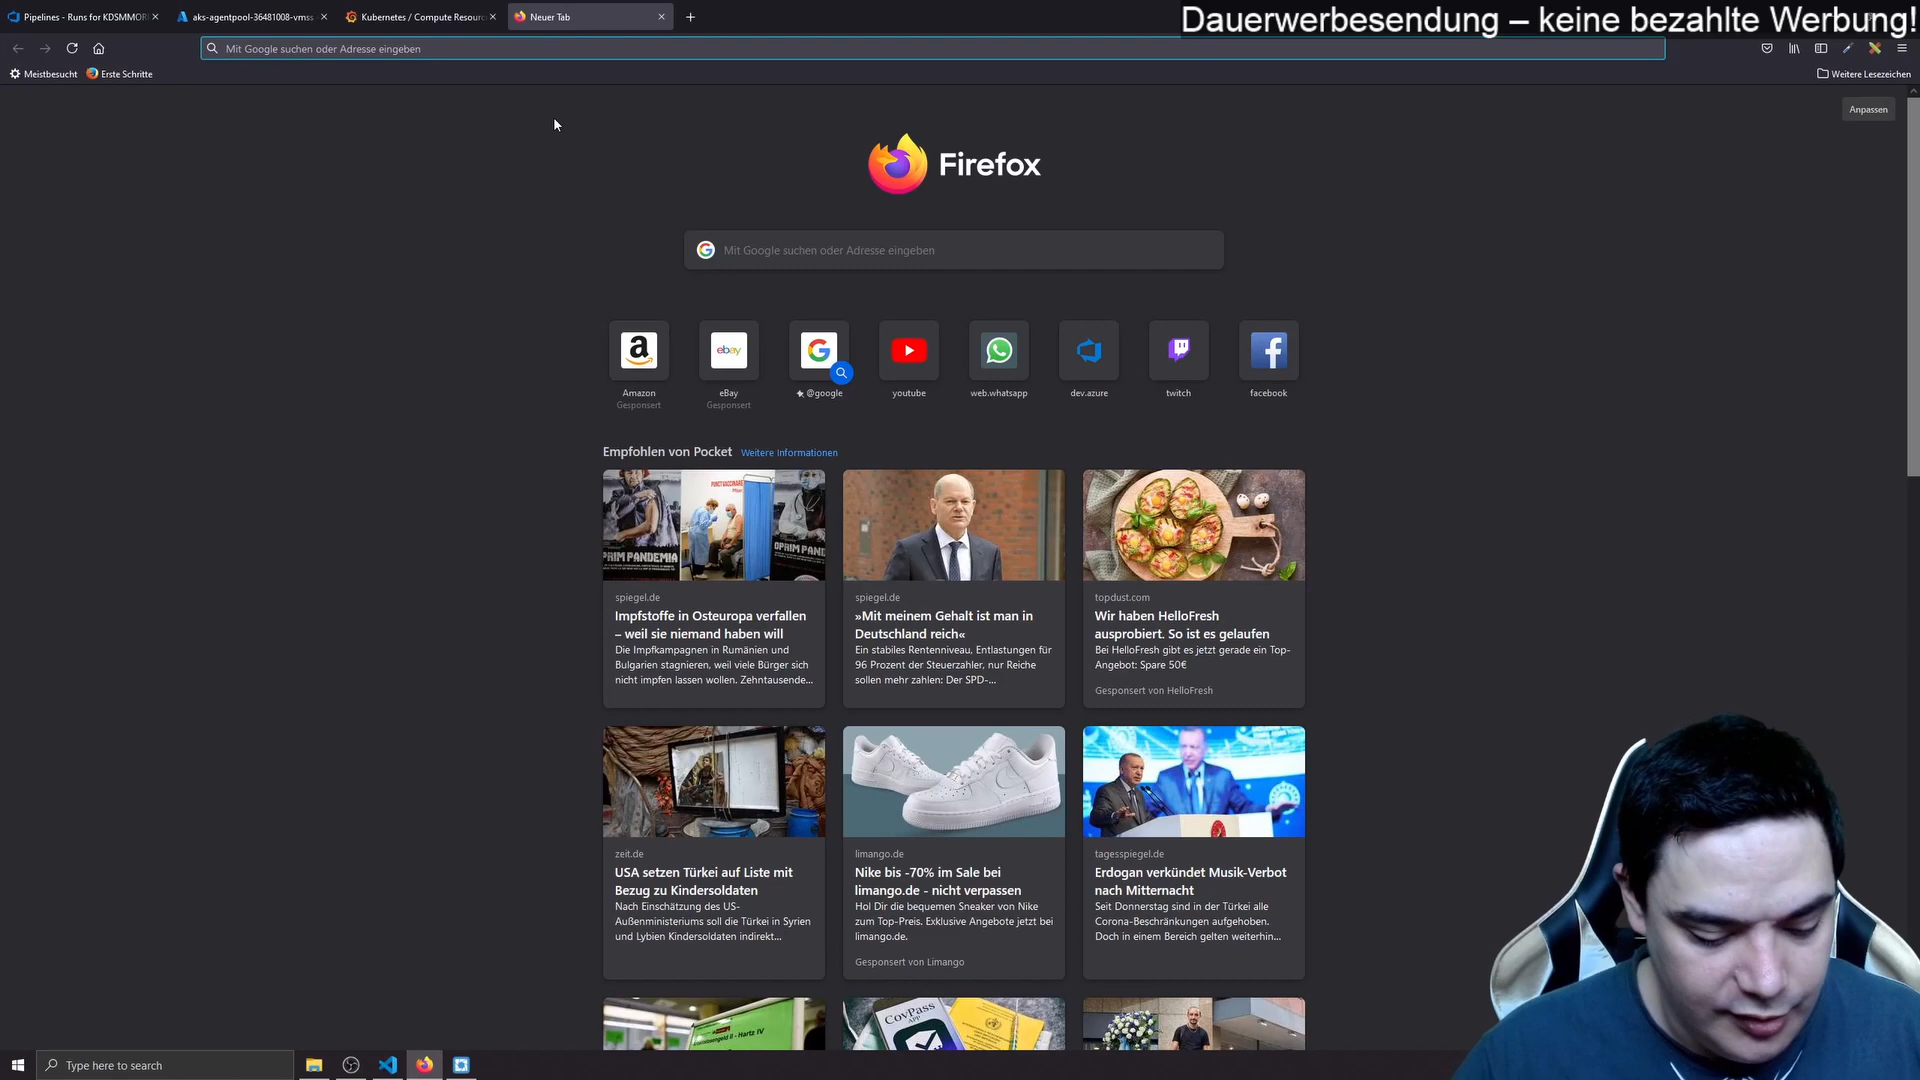 Pipelines - Runs for KDSMMOR
aks-agentpool-36481008-vmss
Kubernetes / Compute Resourc
Neuer Tab
Dauerwerbesendung – keine bezahlte Werbung!
Mit Google suchen oder Adresse eingeben
Meistbesucht
Erste Schritte
Weitere Lesezeichen
Anpassen
Firefox
Mit Google suchen oder Adresse eingeben
a
ebay
Amazon
Gesponsert
eBay
Gesponsert
@google
youtube
web.whatsapp
dev.azure
twitch
facebook
Empfohlen von Pocket
Weitere Informationen
OPRIM PANDEMIA
OPRIM PAND
spiegel.de
Impfstoffe in Osteuropa verfallen
– weil sie niemand haben will
Die Impfkampagnen in Rumänien und
Bulgarien stagnieren, weil viele Bürger sich
nicht impfen lassen wollen. Zehntausende...
spiegel.de
»Mit meinem Gehalt ist man in
Deutschland reich«
Ein stabiles Rentenniveau, Entlastungen für
96 Prozent der Steuerzahler, nur Reiche
sollen mehr zahlen: Der SPD-...
topdust.com
Wir haben HelloFresh
ausprobiert. So ist es gelaufen
Bei HelloFresh gibt es jetzt gerade ein Top-
Angebot: Spare 50€
Gesponsert von HelloFresh
zeit.de
USA setzen Türkei auf Liste mit
Bezug zu Kindersoldaten
Nach Einschätzung des US-
Außenministeriums soll die Türkei in Syrien
und Lybien Kindersoldaten indirekt...
limango.de
Nike bis -70% im Sale bei
limango.de - nicht verpassen
Hol Dir die bequemen Sneaker von Nike
zum Top-Preis. Exklusive Angebote jetzt bei
limango.de.
Gesponsert von Limango
tagesspiegel.de
Erdogan verkündet Musik-Verbot
nach Mitternacht
Seit Donnerstag sind in der Türkei alle
Corona-Beschränkungen aufgehoben.
Doch in einem Bereich gelten weiterhin...
II - Hartz IV
CovPass
APP
Type here to search